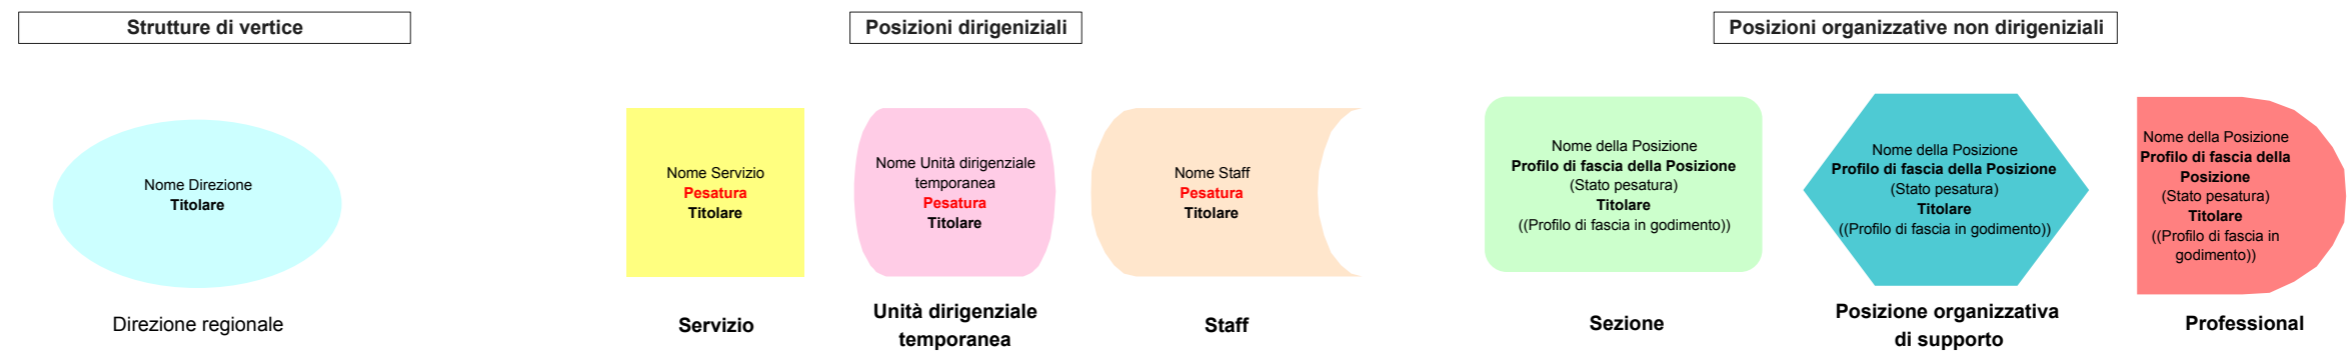 Strutture di vertice
Posizioni dirigeniziali
Posizioni organizzative non dirigeniziali
Nome Direzione
Titolare
Direzione regionale
Nome Servizio
Pesatura
Titolare
Servizio
Nome Unità dirigenziale
temporanea
Pesatura
Titolare
Unità dirigenziale
temporanea
Nome Staff
Pesatura
Titolare
Staff
Nome della Posizione
Profilo di fascia della Posizione
(Stato pesatura)
Titolare
((Profilo di fascia in godimento))
Sezione
Nome della Posizione
Profilo di fascia della Posizione
(Stato pesatura)
Titolare
((Profilo di fascia in godimento))
Posizione organizzativa
di supporto
Nome della Posizione
Profilo di fascia della
Posizione
(Stato pesatura)
Titolare
((Profilo di fascia in
godimento))
Professional